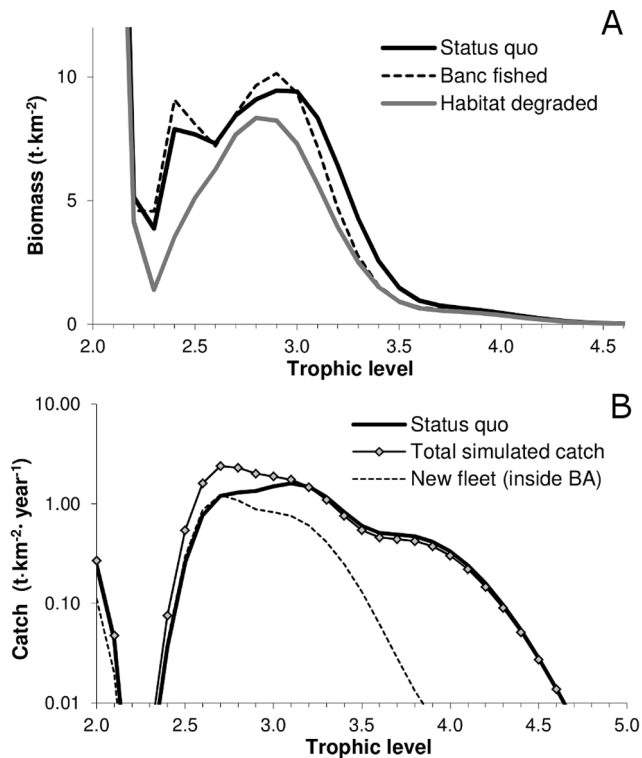 A
Status quo
Banc fished
Habitat degraded
10
5
0
Biomass (t·km-2)
2.0 2.5 3.0 3.5 4.0 4.5
Trophic level
B
10.00
Status quo
Total simulated catch
New fleet (inside BA)
1.00
0.10
0.01
Catch (t·km-2· year-1)
2.0 2.5 3.0 3.5 4.0 4.5 5.0
Trophic level